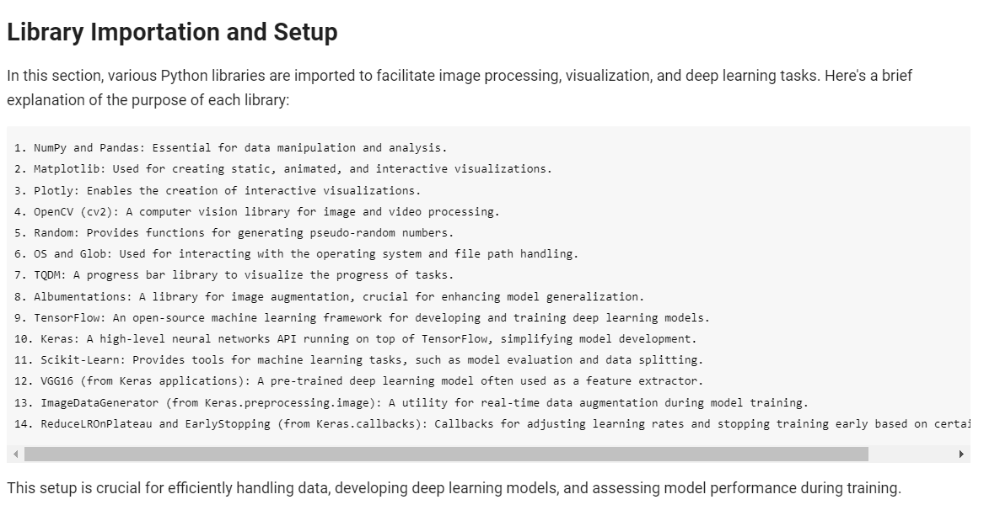 Library Importation and Setup
In this section, various Python libraries are imported to facilitate image processing, visualization, and deep learning tasks. Here's a brief
explanation of the purpose of each library:
1. NumPy and Pandas: Essential for data manipulation and analysis.
2. Matplotlib: Used for creating static, animated, and interactive visualizations.
3. Plotly: Enables the creation of interactive visualizations.
4. OpenCV (cv2): A computer vision library for image and video processing.
5. Random: Provides functions for generating pseudo-random numbers.
6. OS and Glob: Used for interacting with the operating system and file path handling.
7. TQDM: A progress bar library to visualize the progress of tasks.
8. Albumentations: A library for image augmentation, crucial for enhancing model generalization.
9. TensorFlow: An open-source machine learning framework for developing and training deep learning models.
10. Keras: A high-level neural networks API running on top of TensorFlow, simplifying model development.
11. Scikit-Learn: Provides tools for machine learning tasks, such as model evaluation and data splitting.
12. VGG16 (from Keras applications): A pre-trained deep learning model often used as a feature extractor.
13. ImageDataGenerator (from Keras.preprocessing.image): A utility for real-time data augmentation during model training.
14. ReduceLROnPlateau and EarlyStopping (from Keras.callbacks): Callbacks for adjusting learning rates and stopping training early based on
This setup is crucial for efficiently handling data, developing deep learning models, and assessing model performance during training.